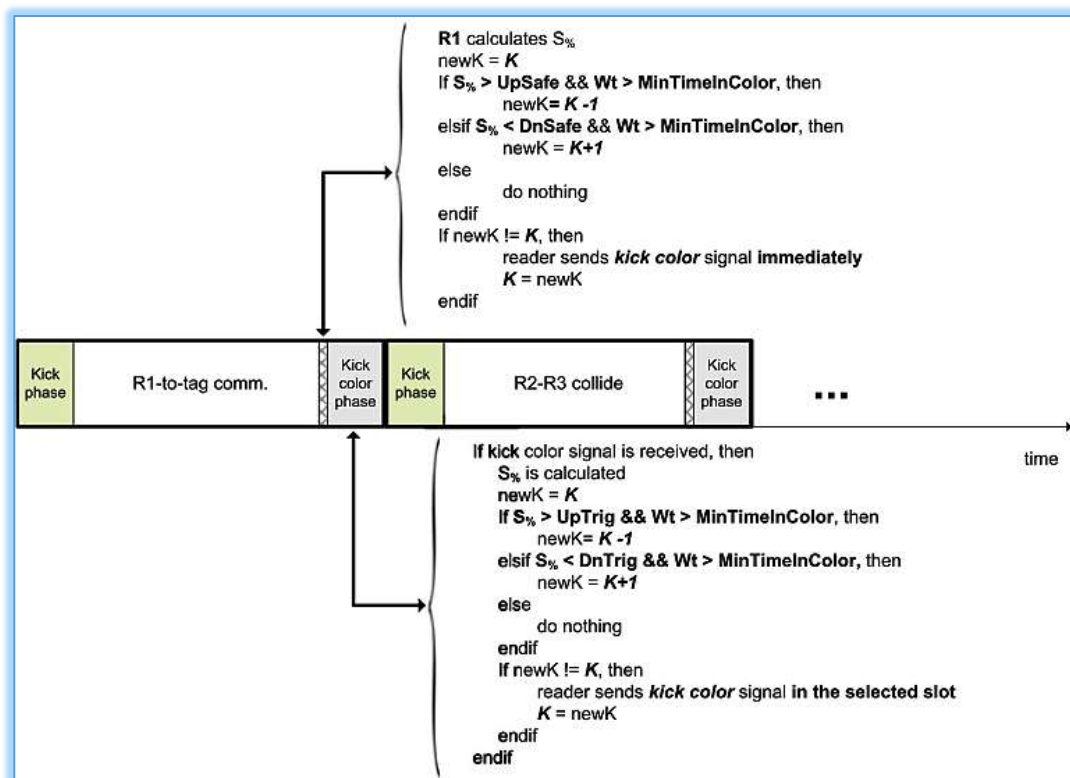 R1 calculates S%
newK = K
If S% > UpSafe && Wt > MinTimeInColor, then
newK= K -1
elsif S% < DnSafe && Wt > MinTimeInColor, then
newK = K+1
else
do nothing
endif
If newK != K, then
reader sends kick color signal immediately
K = newK
endif
Kick
phase
R1-to-tag comm.
Kick
color
phase
Kick
phase
R2-R3 collide
Kick
color
phase
...
time
If kick color signal is received, then
S% is calculated
newK = K
If S% > UpTrig && Wt > MinTimeInColor, then
newK= K -1
elsif S% < DnTrig && Wt > MinTimeInColor, then
newK = K+1
else
do nothing
endif
If newK != K, then
reader sends kick color signal in the selected slot
K = newK
endif
endif